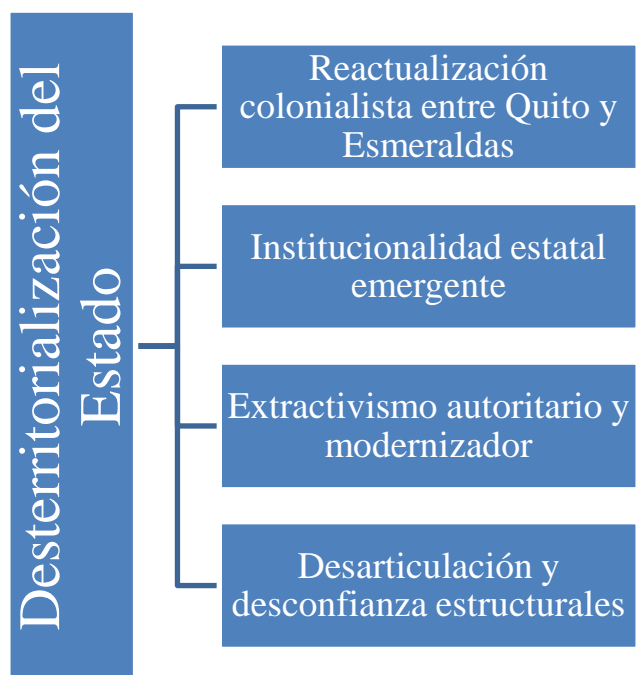 Desterritorialización del
Estado
Reactualización
colonialista entre Quito y
Esmeraldas
Institucionalidad estatal
emergente
Extractivismo autoritario y
modernizador
Desarticulación y
desconfianza estructurales